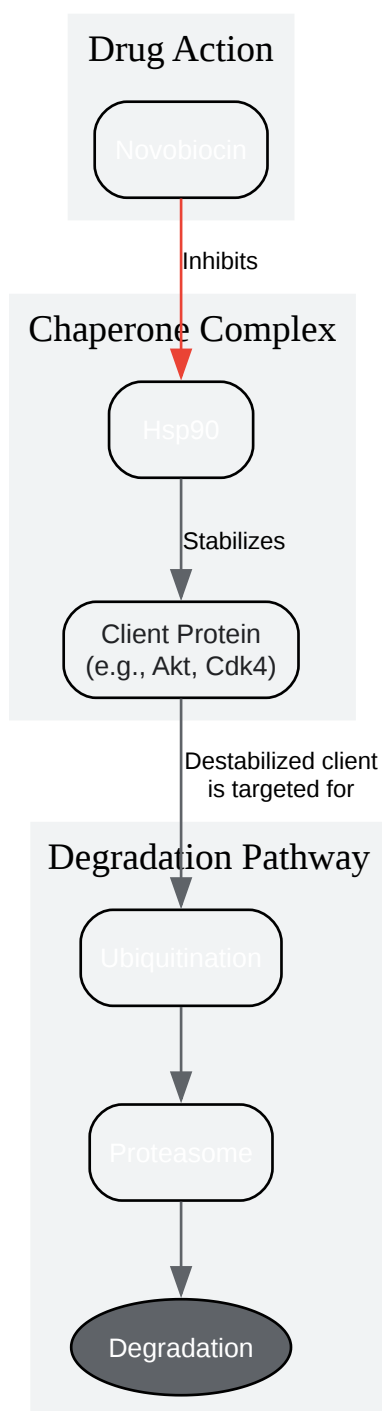 Drug Action
Novobiocin
Inhibits
Chaperone Complex
Hsp90
Stabilizes
Client Protein
(e.g., Akt, Cdk4)
Destabilized client
is targeted for
Degradation Pathway
Ubiquitination
Proteasome
Degradation